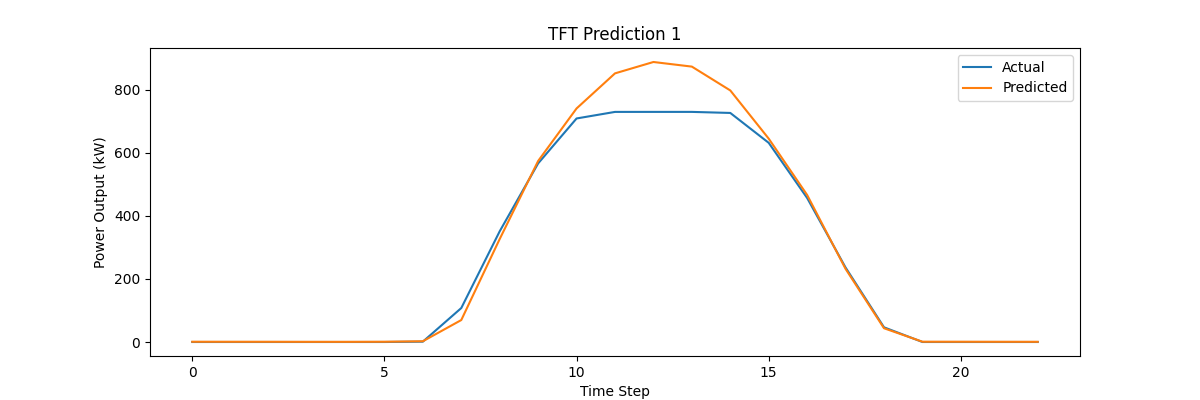 TFT Prediction 1
Actual
Predicted
Power Output (kW)
800
600
400
200
0
0 5 10 15 20
Time Step